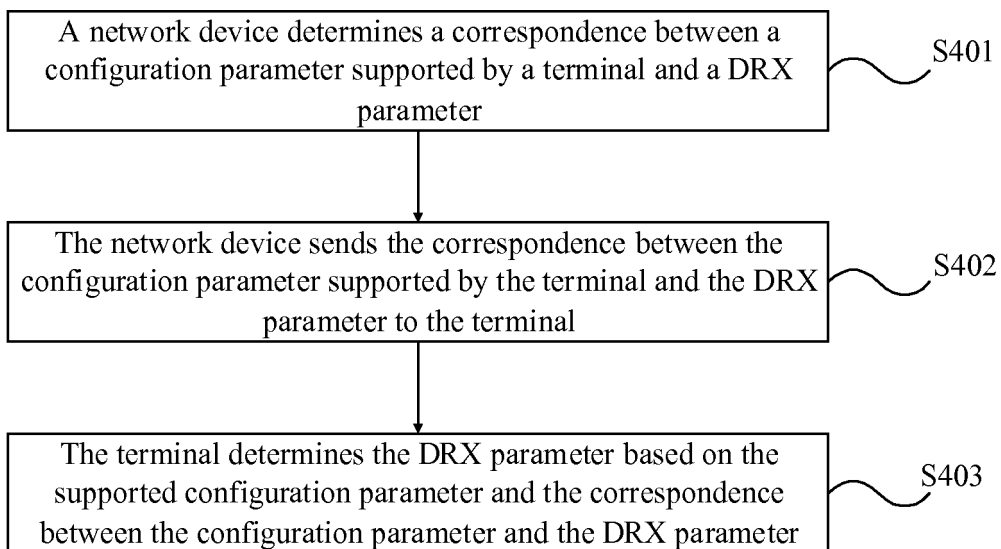 A network device determines a correspondence between a
configuration parameter supported by a terminal and a DRX
parameter
S401
The network device sends the correspondence between the
configuration parameter supported by the terminal and the DRX
parameter to the terminal
S402
The terminal determines the DRX parameter based on the
supported configuration parameter and the correspondence
between the configuration parameter and the DRX parameter
S403